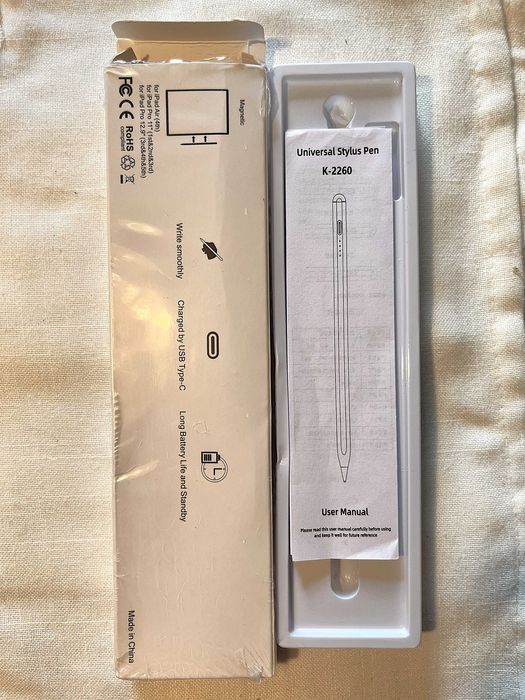 Magnetic
for iPad Air (4th)
for iPad Pro 11" (1st&2nd&3rd)
for iPad Pro 12.9" (3rd&4th&5th)
FCC CE RoHS
compliant
Write smoothly
Charged by USB Type-C
Long Battery Life and Standby
Made in China
Universal Stylus Pen
K-2260
User Manual
Please read this user manual carefully before using
and keep it well for future reference